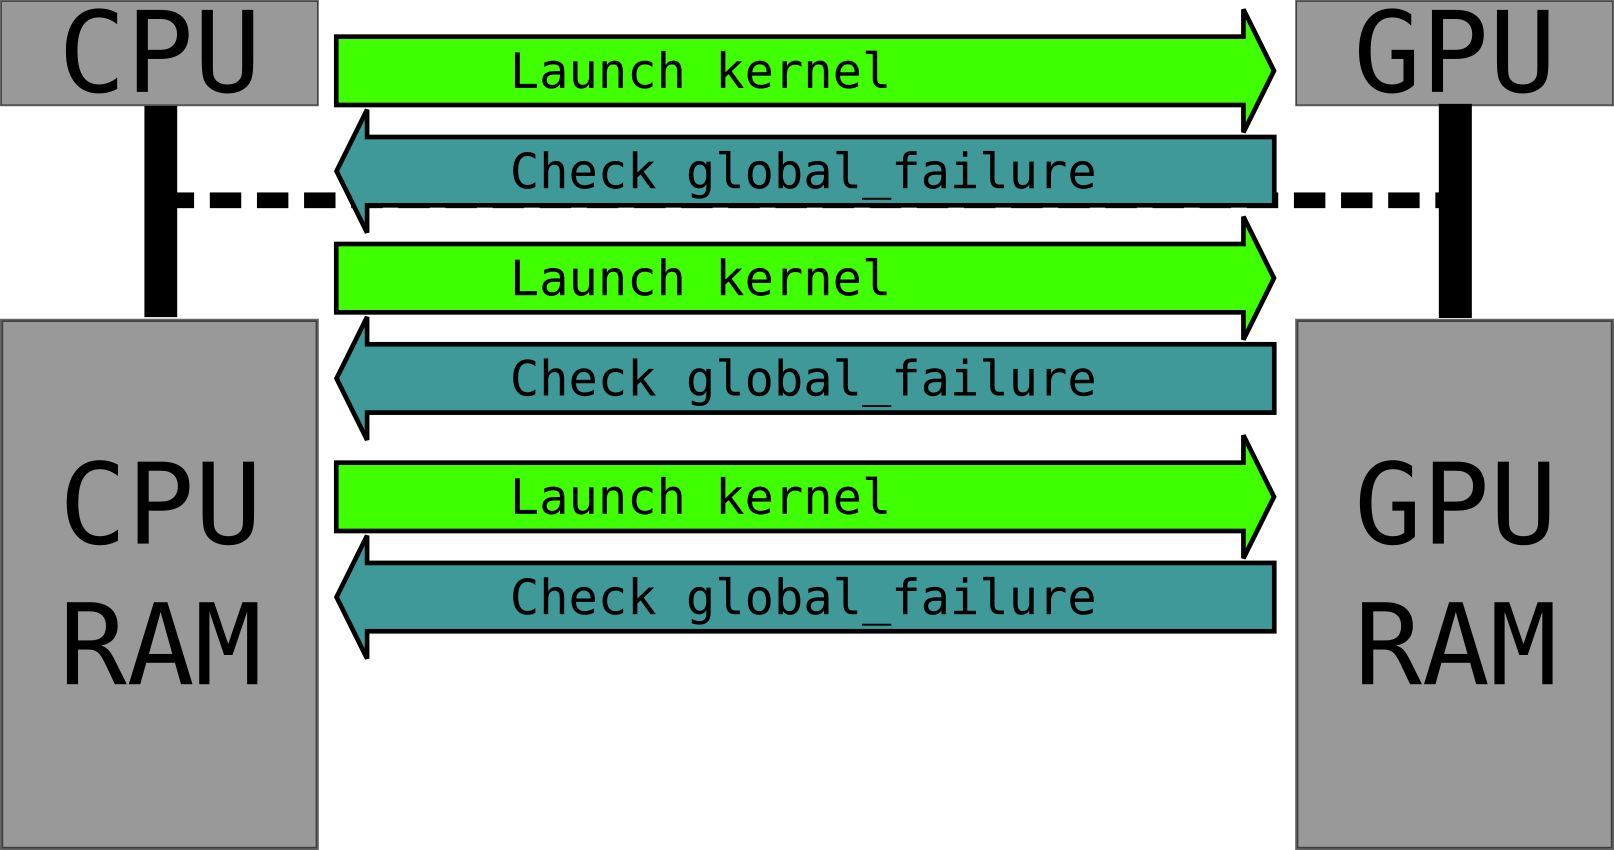 CPU
GPU
Launch kernel
Check global_failure
Launch kernel
Check global_failure
Launch kernel
Check global_failure
CPU
RAM
GPU
RAM